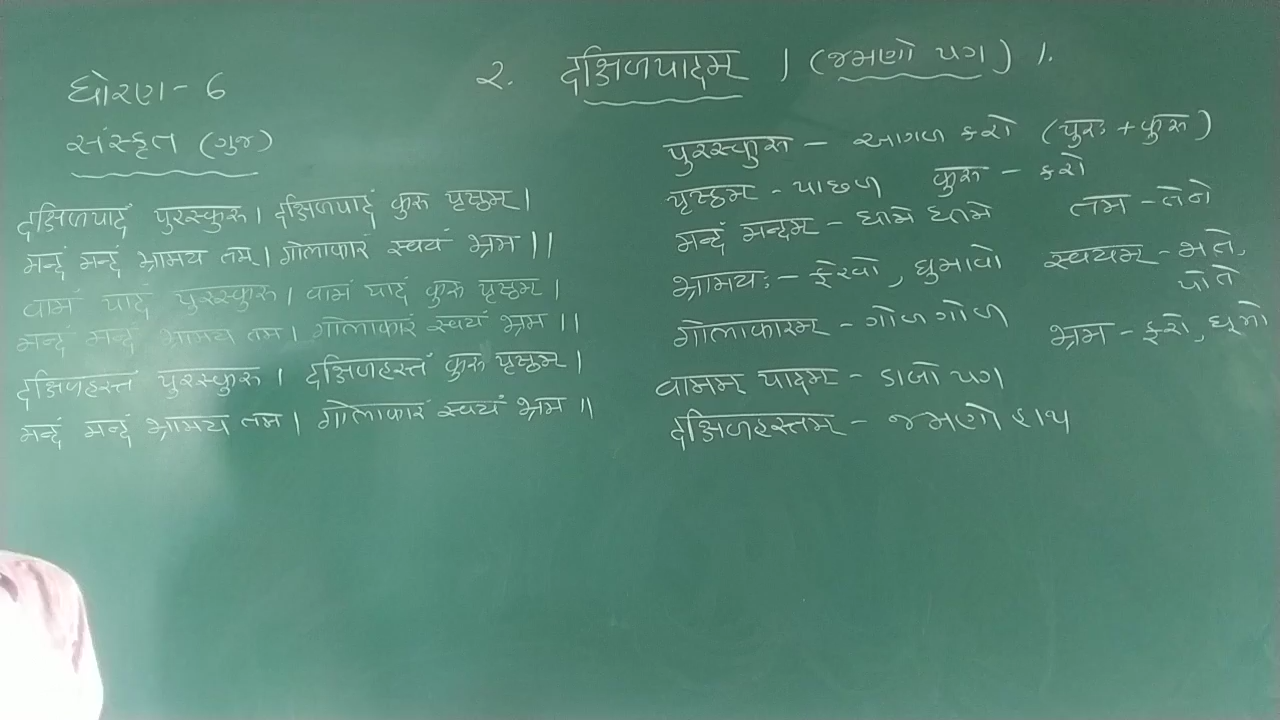 ધોરણ - 6
સંસ્કૃત (ગુજ)
૨. दक्षिणपादम् । (જમણો પગ) ।.
दक्षिणपादं पुरस्कुरु । दक्षिणपादं कुरु पृष्ठम् ।
मन्दं मन्दं भ्रामय तम् । गोलाकारं स्वयं भ्रम ।।
वामं पादं पुरस्कुरु । वामं पादं कुरु पृष्ठम् ।
मन्दं मन्दं भ्रामय तम । गोलाकारं स्वयं भ्रम ।।
दक्षिणहस्तं पुरस्कुरु । दक्षिणहस्तं कुरु पृष्ठम् ।
मन्दं मन्दं भ्रामय तम । गोलाकारं स्वयं भ्रम ॥
पुरस्कुरु – આગળ કરો (पुरः + कुरु)
पृष्ठम - પાછળ कुरु – કરો
मन्दं मन्दम – ધીમે ધીમે तम – તેને
भ्रामयः – ફેરવો, ઘુમાવો स्वयम – જાતે, પોતે
गोलाकारम – ગોળ ગોળ भ्रम – ફરો, ઘૂમો
वामम् पादम – ડાબો પગ
दक्षिणहस्तम् – જમણો હાથ